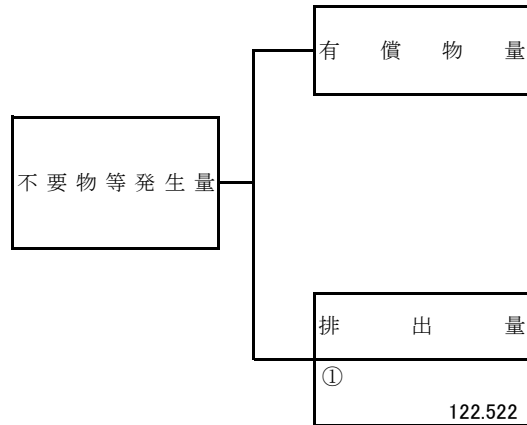 有償物量
不要物等発生量
排出量
①
122.522